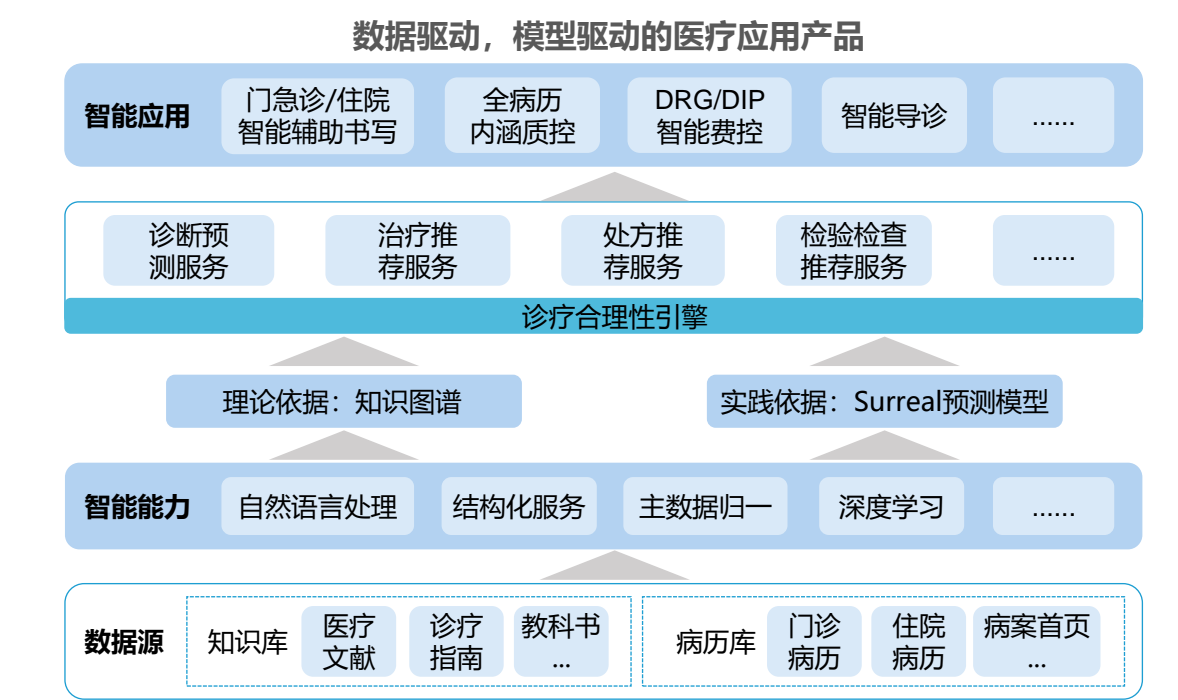 数据驱动，模型驱动的医疗应用产品
智能应用
门急诊/住院
智能辅助书写
全病历
内涵质控
DRG/DIP
智能费控
智能导诊
......
诊断预
测服务
治疗推
荐服务
处方推
荐服务
检验检查
推荐服务
......
诊疗合理性引擎
理论依据：知识图谱
实践依据：Surreal预测模型
智能能力
自然语言处理
结构化服务
主数据归一
深度学习
......
数据源
知识库
医疗
文献
诊疗
指南
教科书
...
病历库
门诊
病历
住院
病历
病案首页
...